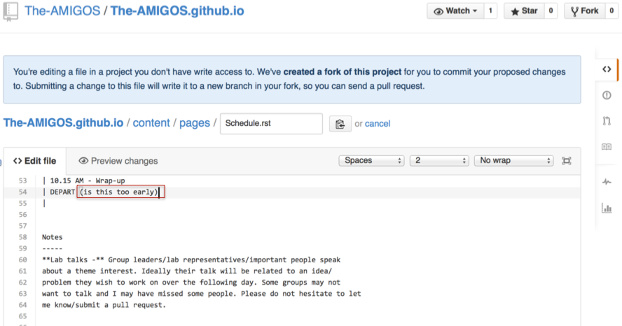 The-AMIGOS / The-AMIGOS.github.io
Watch 1 Star 0 Fork 0
You're editing a file in a project you don't have write access to. We've created a fork of this project for you to commit your proposed changes
to. Submitting a change to this file will write it to a new branch in your fork, so you can send a pull request.
The-AMIGOS.github.io / content / pages / Schedule.rst or cancel
Edit file Preview changes Spaces 2 No wrap
53 | 10.15 AM - Wrap-up
54 | DEPART (is this too early)
55 |
56
57
58 Notes
59 -----
60 **Lab talks -** Group leaders/lab representatives/important people speak
61 about a theme interest. Ideally their talk will be related to an idea/
62 problem they wish to work on over the following day. Some groups may not
63 want to talk and I may have missed some people. Please do not hesitate to let
64 me know/submit a pull request.
65